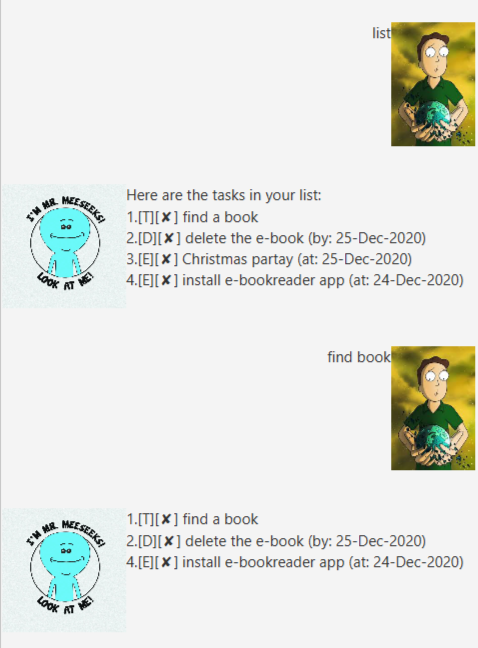 list
I'M MR. MEESEEKS!
LOOK AT ME!
Here are the tasks in your list:
1.[T][✘] find a book
2.[D][✘] delete the e-book (by: 25-Dec-2020)
3.[E][✘] Christmas partay (at: 25-Dec-2020)
4.[E][✘] install e-bookreader app (at: 24-Dec-2020)
find book
I'M MR. MEESEEKS!
LOOK AT ME!
1.[T][✘] find a book
2.[D][✘] delete the e-book (by: 25-Dec-2020)
4.[E][✘] install e-bookreader app (at: 24-Dec-2020)